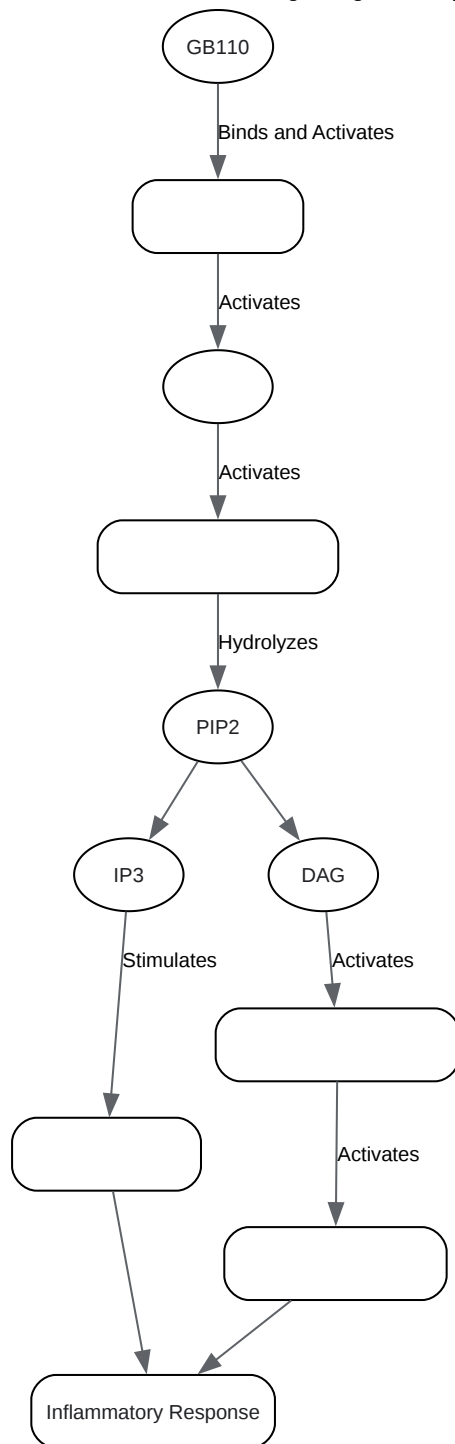 GB110
Binds and Activates
Activates
Activates
Hydrolyzes
PIP2
IP3
DAG
Stimulates
Activates
Activates
Inflammatory Response